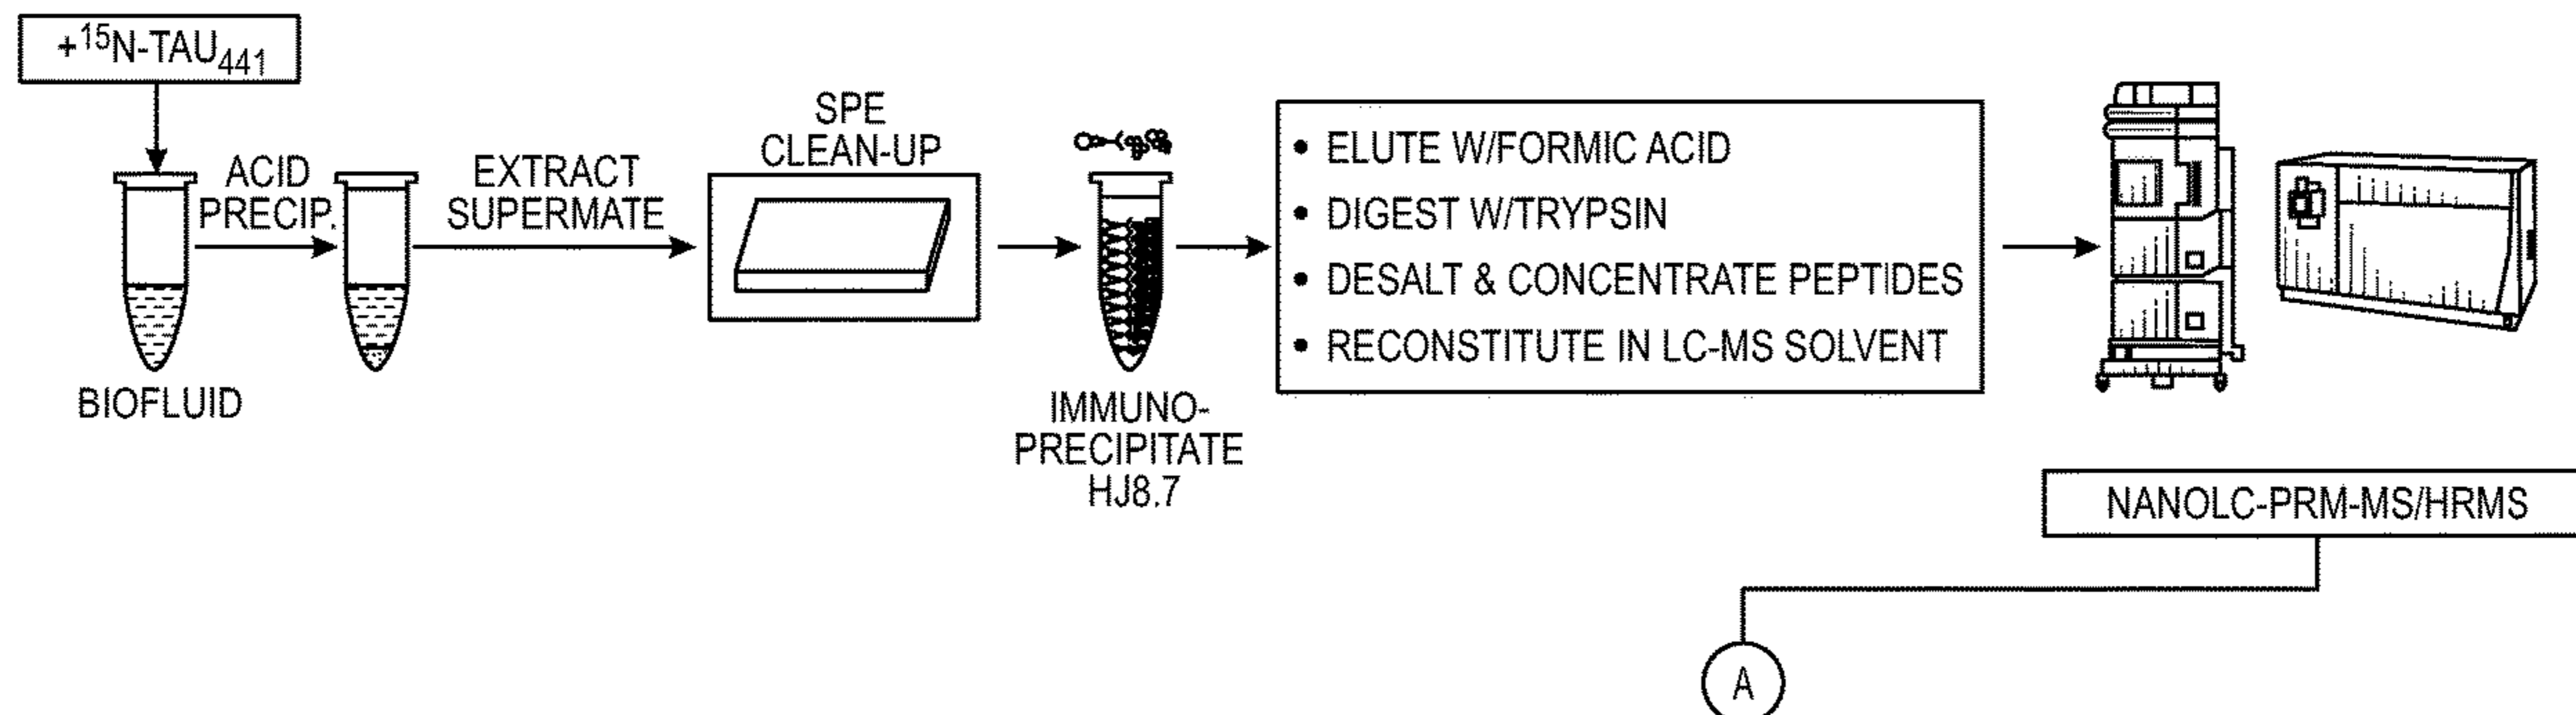 +¹⁵N-TAU₄₄₁
ACID
PRECIP.
EXTRACT
SUPERMATE
SPE
CLEAN-UP
BIOFLUID
IMMUNO-
PRECIPITATE
HJ8.7
• ELUTE W/FORMIC ACID
• DIGEST W/TRYPSIN
• DESALT & CONCENTRATE PEPTIDES
• RECONSTITUTE IN LC-MS SOLVENT
NANOLC-PRM-MS/HRMS
A